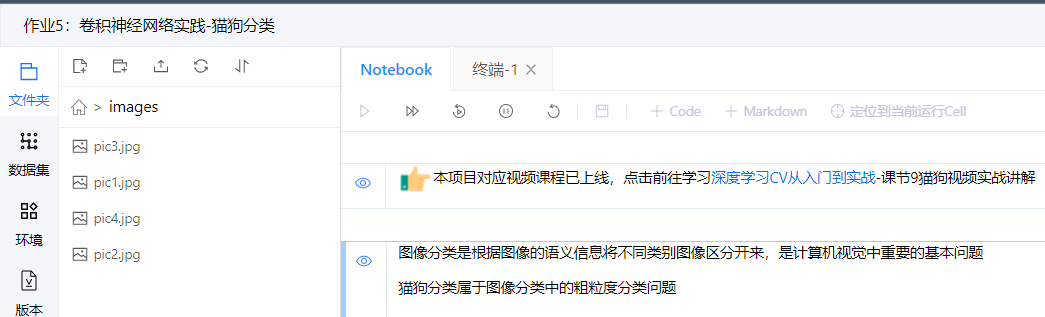 作业5：卷积神经网络实践-猫狗分类
文件夹
数据集
环境
版本
> images
pic3.jpg
pic1.jpg
pic4.jpg
pic2.jpg
Notebook
终端-1
Code
Markdown
定位到当前运行Cell
本项目对应视频课程已上线，点击前往学习深度学习CV从入门到实战-课节9猫狗视频实战讲解
图像分类是根据图像的语义信息将不同类别图像区分开来，是计算机视觉中重要的基本问题
猫狗分类属于图像分类中的粗粒度分类问题